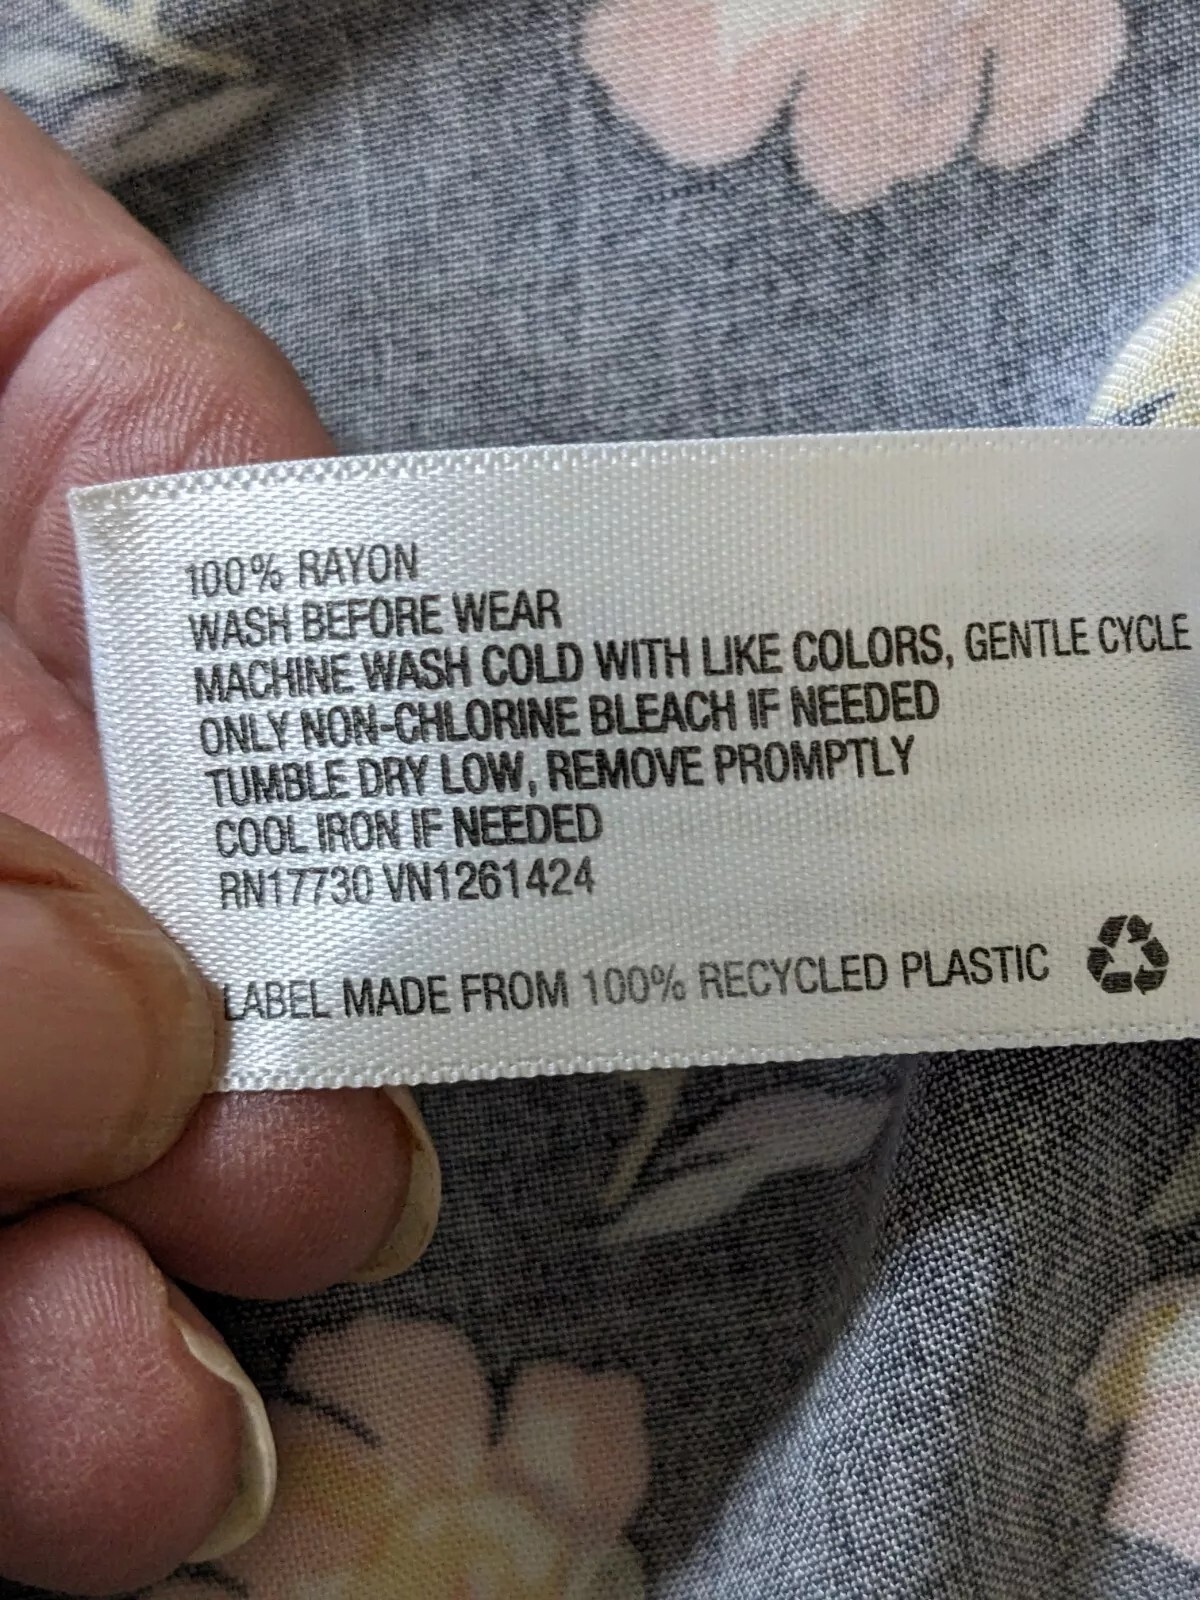 100% RAYON
WASH BEFORE WEAR
MACHINE WASH COLD WITH LIKE COLORS, GENTLE CYCLE
ONLY NON-CHLORINE BLEACH IF NEEDED
TUMBLE DRY LOW, REMOVE PROMPTLY
COOL IRON IF NEEDED
RN17730 VN1261424
LABEL MADE FROM 100% RECYCLED PLASTIC